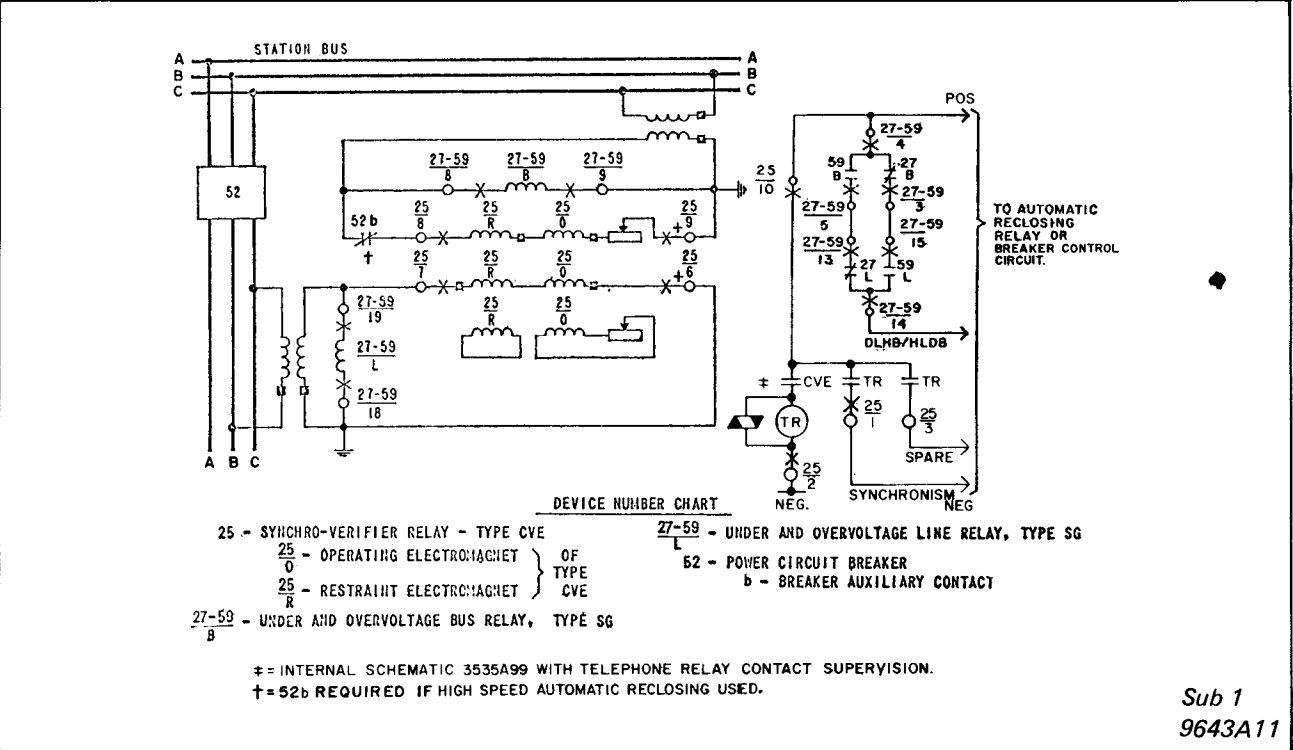 STATION BUS
A
B
C
A
B
C
52
27-59
8
27-59
B
27-59
9
52 b
†
25
8
25
R
25
O
+
25
9
25
7
25
R
25
O
+
25
6
25
R
25
O
27-59
19
27-59
L
27-59
18
A B C
POS
25
10
27-59
4
59
B
27
B
27-59
5
27-59
3
27-59
13
27-59
15
27
L
59
L
27-59
14
DLHB/HLDB
TO AUTOMATIC
RECLOSING
RELAY OR
BREAKER CONTROL
CIRCUIT.
‡ CVE
TR
TR
TR
25
1
25
3
25
2
SPARE
SYNCHRONISM
NEG
NEG.
DEVICE NUMBER CHART
25 - SYNCHRO-VERIFIER RELAY - TYPE CVE
25
O - OPERATING ELECTROMAGNET
25
R - RESTRAINT ELECTROMAGNET
OF
TYPE
CVE
27-59
B - UNDER AND OVERVOLTAGE BUS RELAY, TYPE SG
27-59
L - UNDER AND OVERVOLTAGE LINE RELAY, TYPE SG
52 - POWER CIRCUIT BREAKER
b - BREAKER AUXILIARY CONTACT
‡ = INTERNAL SCHEMATIC 3535A99 WITH TELEPHONE RELAY CONTACT SUPERVISION.
† = 52b REQUIRED IF HIGH SPEED AUTOMATIC RECLOSING USED.
Sub 1
9643A11